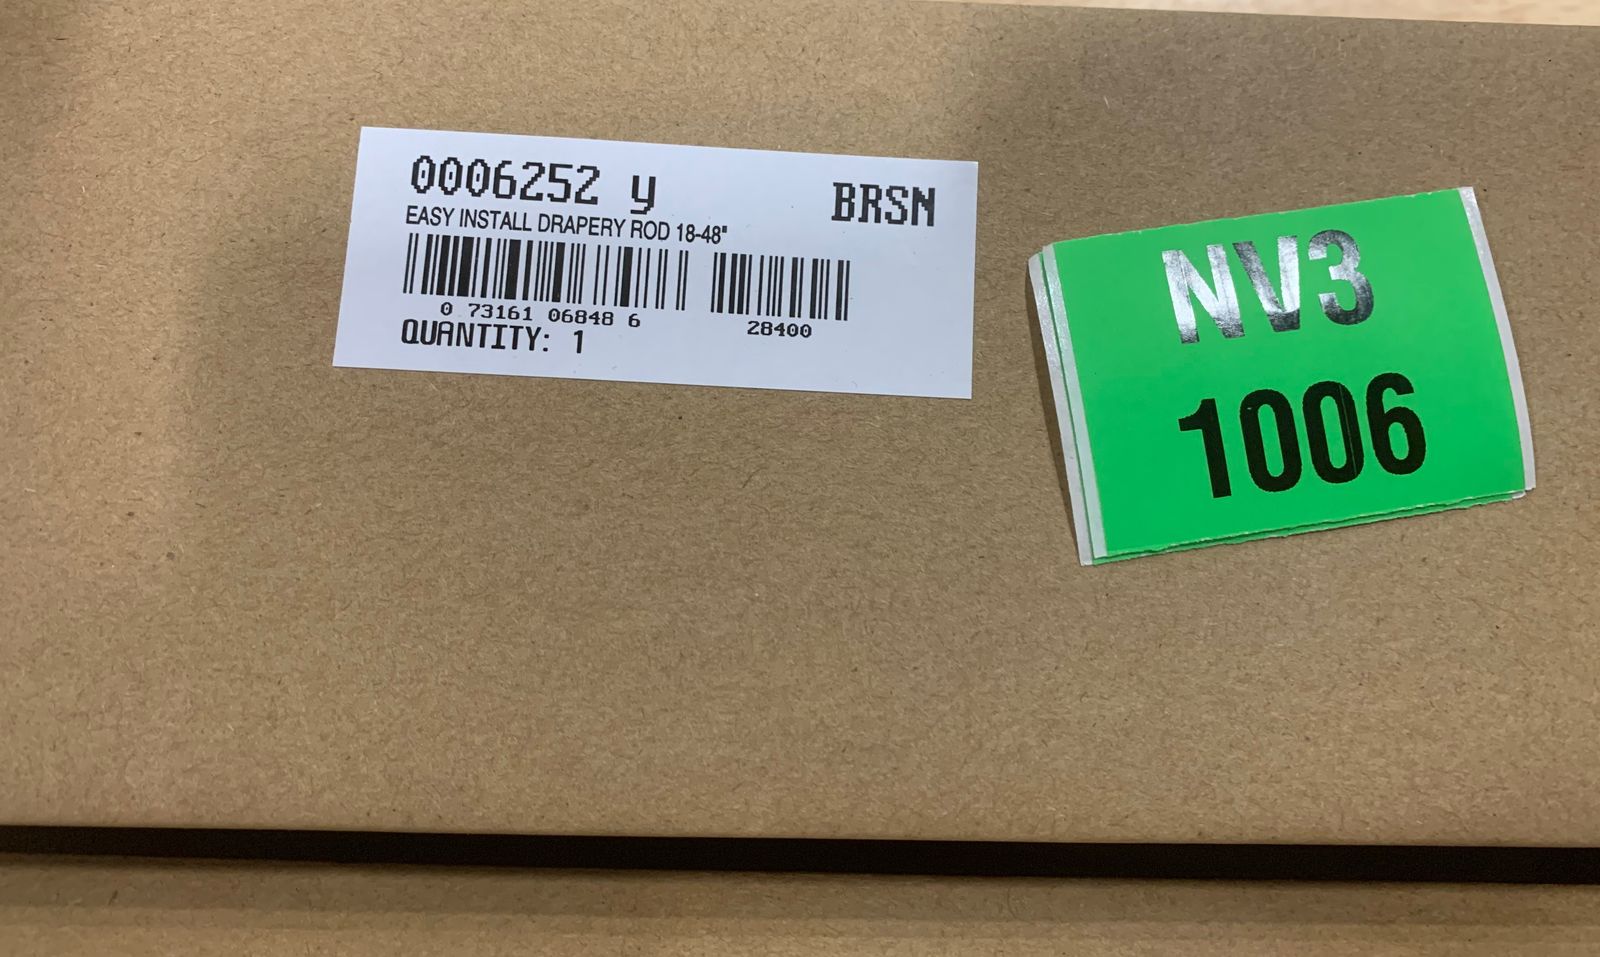 0006252 y BRSN
EASY INSTALL DRAPERY ROD 18-48"
0 73161 06848 6 28400
QUANTITY: 1
NV3
1006